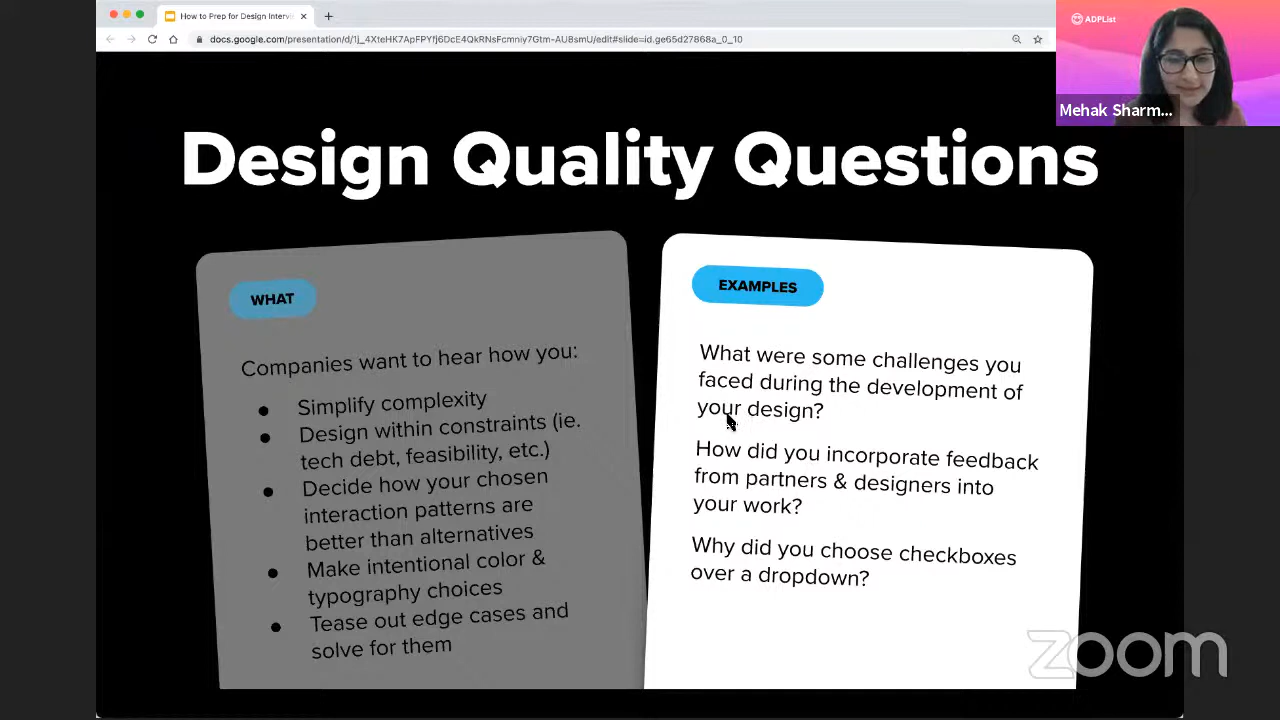 How to Prep for Design Intervi
docs.google.com/presentation/d/1j_4XteHK7ApFPYfJ6DcE4QkRNsFcmniy7Gtm-AU8smU/edit#slide=id.ge65d27868a_0_10
ADPList
Mehak Sharm...
Design Quality Questions
WHAT
Companies want to hear how you:
● Simplify complexity
● Design within constraints (ie.
tech debt, feasibility, etc.)
● Decide how your chosen
interaction patterns are
better than alternatives
● Make intentional color &
typography choices
● Tease out edge cases and
solve for them
EXAMPLES
What were some challenges you
faced during the development of
your design?
How did you incorporate feedback
from partners & designers into
your work?
Why did you choose checkboxes
over a dropdown?
zoom